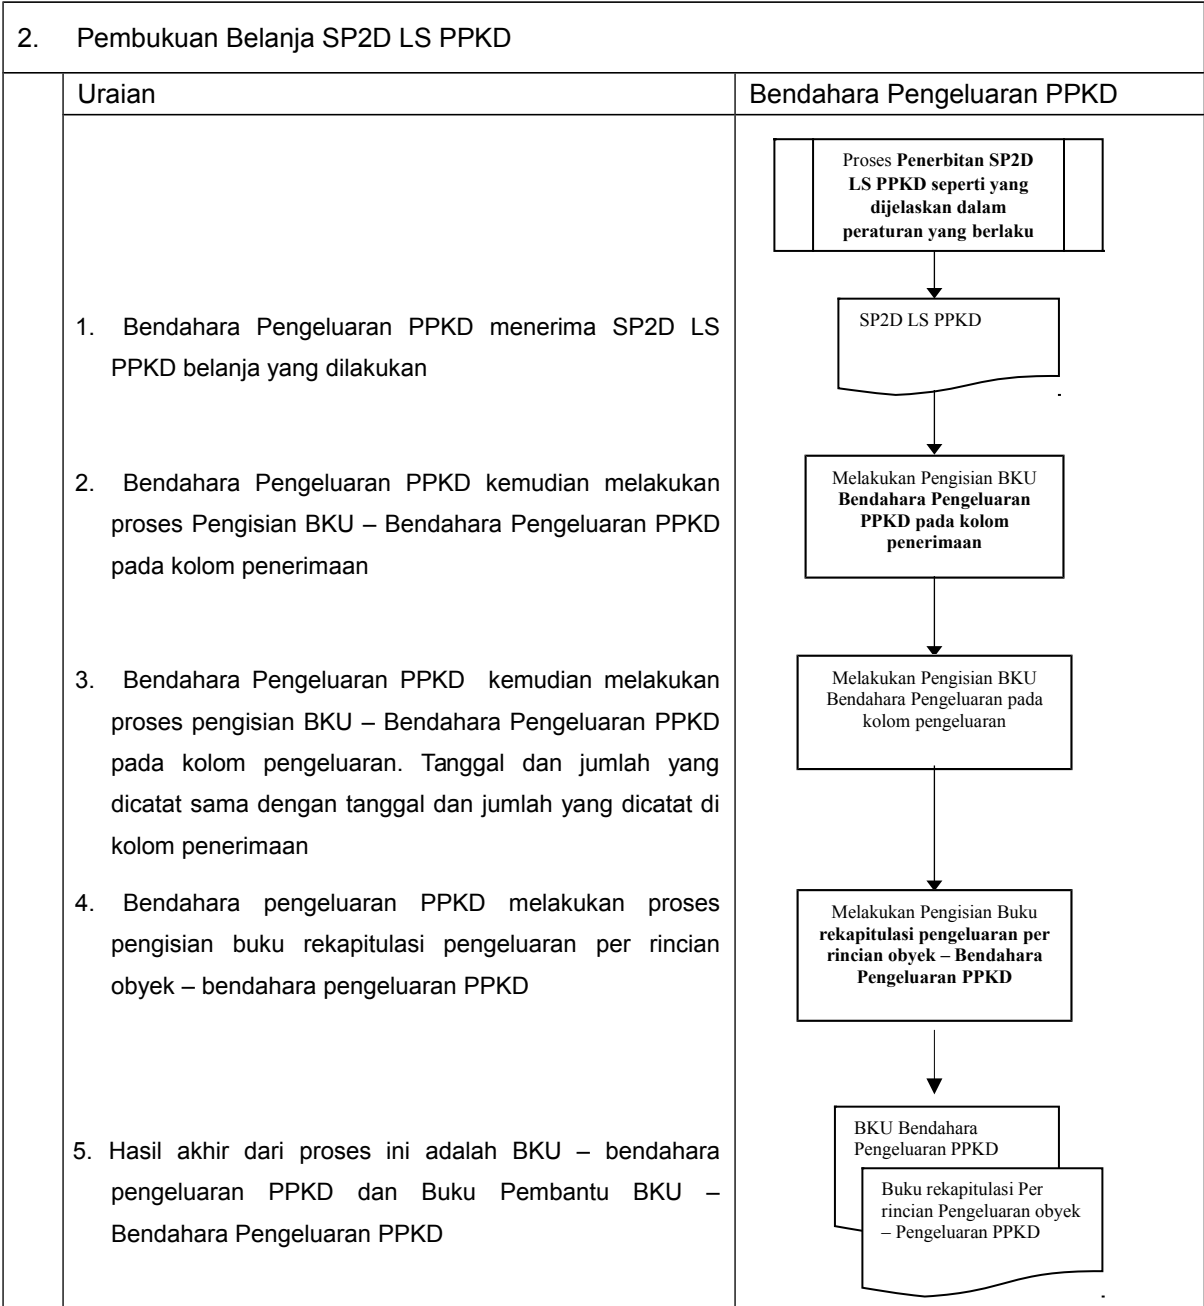 2. Pembukuan Belanja SP2D LS PPKD
Uraian
Bendahara Pengeluaran PPKD
Proses Penerbitan SP2D
LS PPKD seperti yang
dijelaskan dalam
peraturan yang berlaku
1. Bendahara Pengeluaran PPKD menerima SP2D LS
PPKD belanja yang dilakukan
SP2D LS PPKD
2. Bendahara Pengeluaran PPKD kemudian melakukan
proses Pengisian BKU – Bendahara Pengeluaran PPKD
pada kolom penerimaan
Melakukan Pengisian BKU
Bendahara Pengeluaran
PPKD pada kolom
penerimaan
3. Bendahara Pengeluaran PPKD kemudian melakukan
proses pengisian BKU – Bendahara Pengeluaran PPKD
pada kolom pengeluaran. Tanggal dan jumlah yang
dicatat sama dengan tanggal dan jumlah yang dicatat di
kolom penerimaan
Melakukan Pengisian BKU
Bendahara Pengeluaran pada
kolom pengeluaran
4. Bendahara pengeluaran PPKD melakukan proses
pengisian buku rekapitulasi pengeluaran per rincian
obyek – bendahara pengeluaran PPKD
Melakukan Pengisian Buku
rekapitulasi pengeluaran per
rincian obyek – Bendahara
Pengeluaran PPKD
5. Hasil akhir dari proses ini adalah BKU – bendahara
pengeluaran PPKD dan Buku Pembantu BKU –
Bendahara Pengeluaran PPKD
BKU Bendahara
Pengeluaran PPKD
Buku rekapitulasi Per
rincian Pengeluaran obyek
– Pengeluaran PPKD